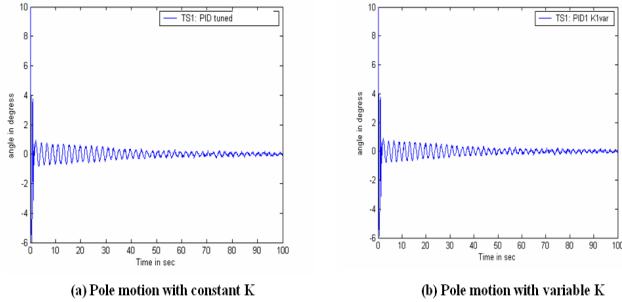 10
8
6
4
2
0
-2
-4
-6
angle in degress
TS1: PID tuned
0 10 20 30 40 50 60 70 80 90 100
Time in sec
(a) Pole motion with constant K
10
8
6
4
2
0
-2
-4
-6
angle in degress
TS1: PID1 K1var
0 10 20 30 40 50 60 70 80 90 100
Time in sec
(b) Pole motion with variable K